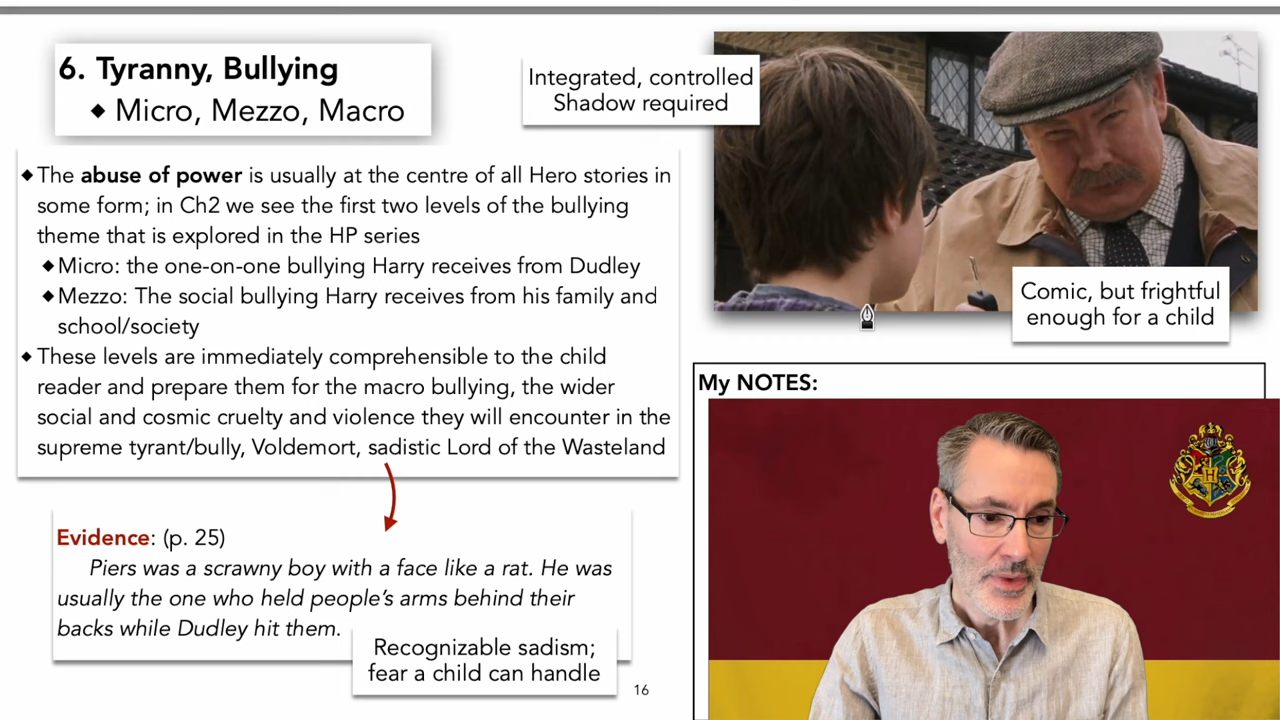 6. Tyranny, Bullying
◆ Micro, Mezzo, Macro
Integrated, controlled
Shadow required
◆The abuse of power is usually at the centre of all Hero stories in
some form; in Ch2 we see the first two levels of the bullying
theme that is explored in the HP series
◆Micro: the one-on-one bullying Harry receives from Dudley
◆Mezzo: The social bullying Harry receives from his family and
school/society
◆These levels are immediately comprehensible to the child
reader and prepare them for the macro bullying, the wider
social and cosmic cruelty and violence they will encounter in the
supreme tyrant/bully, Voldemort, sadistic Lord of the Wasteland
Comic, but frightful
enough for a child
My NOTES:
Evidence: (p. 25)
Piers was a scrawny boy with a face like a rat. He was
usually the one who held people’s arms behind their
backs while Dudley hit them.
Recognizable sadism;
fear a child can handle
16